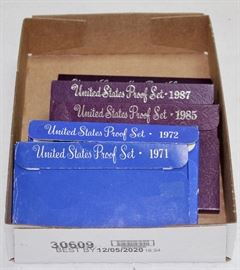 United States Proof Set · 1987
United States Proof Set · 1985
United States Proof Set · 1972
United States Proof Set · 1971
30609
BEST BY 12/05/2020